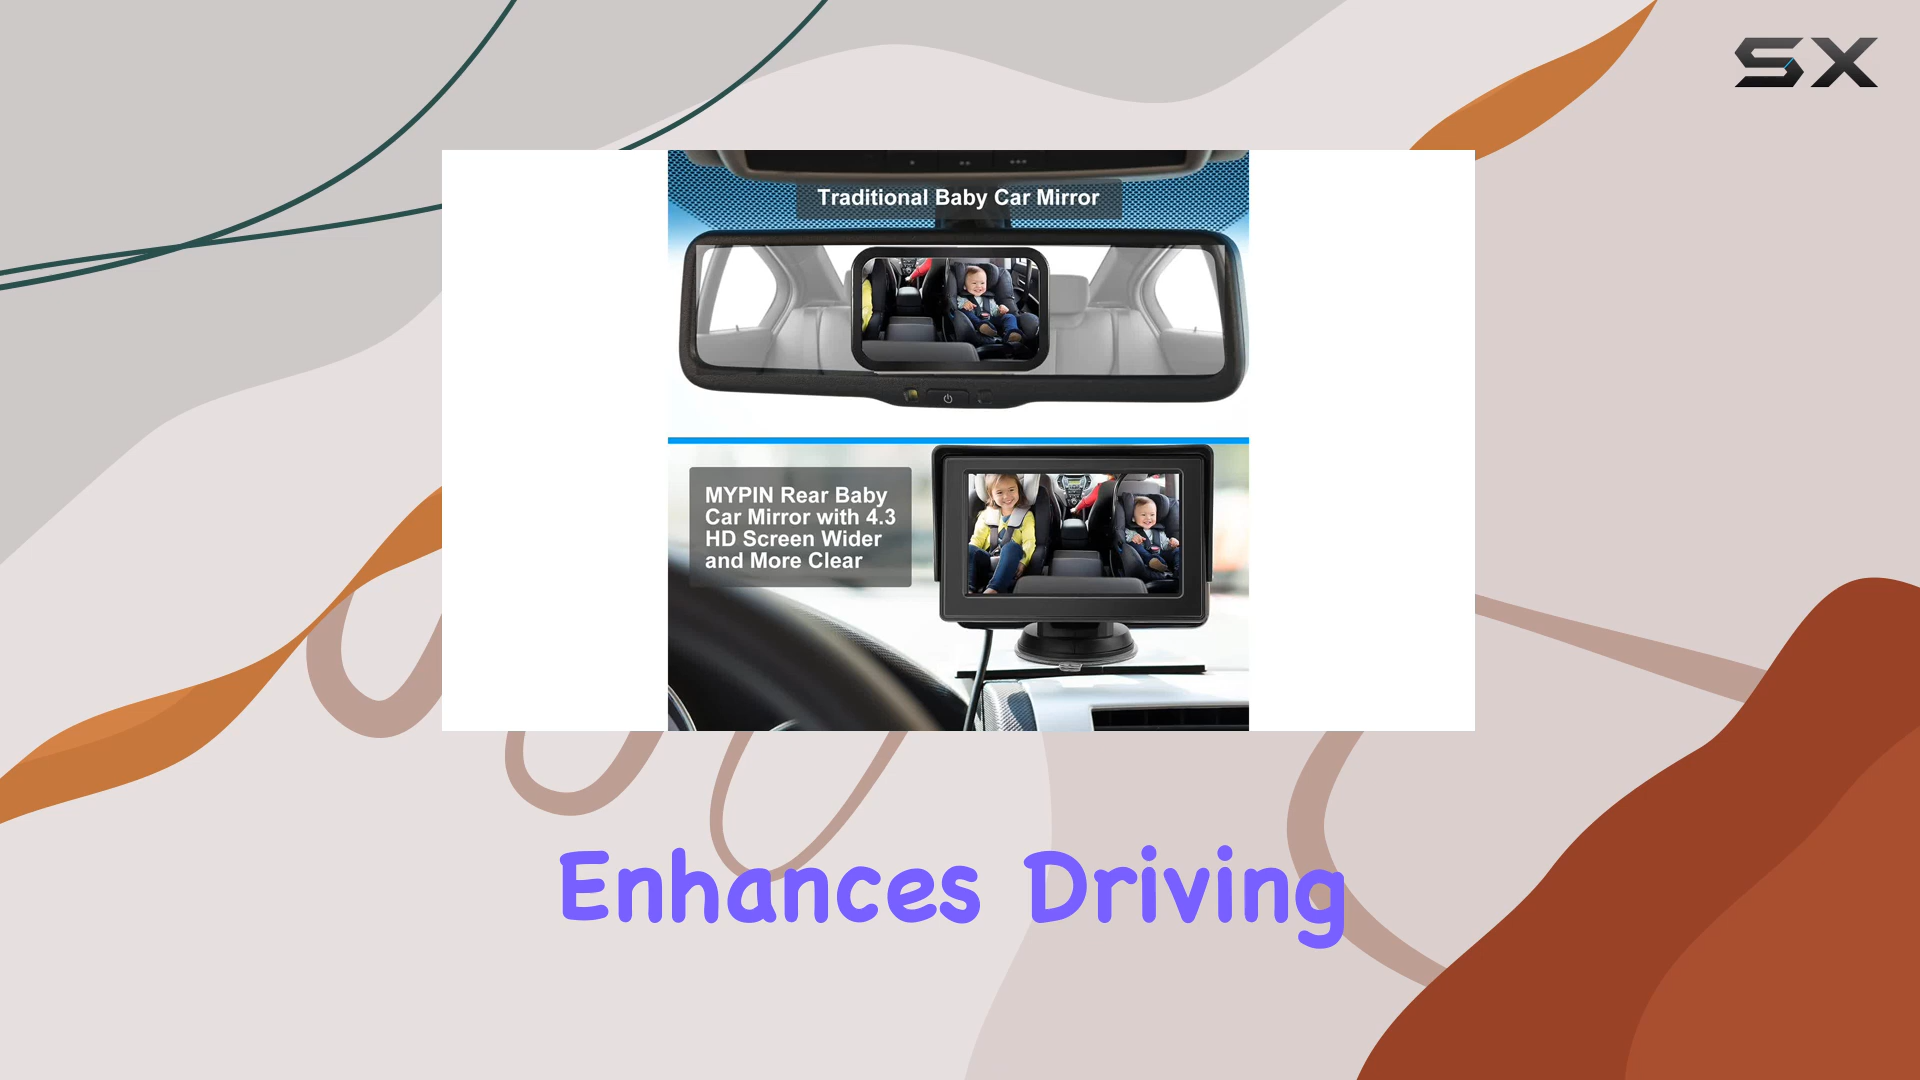 SX
Traditional Baby Car Mirror
MYPIN Rear Baby
Car Mirror with 4.3
HD Screen Wider
and More Clear
Enhances Driving